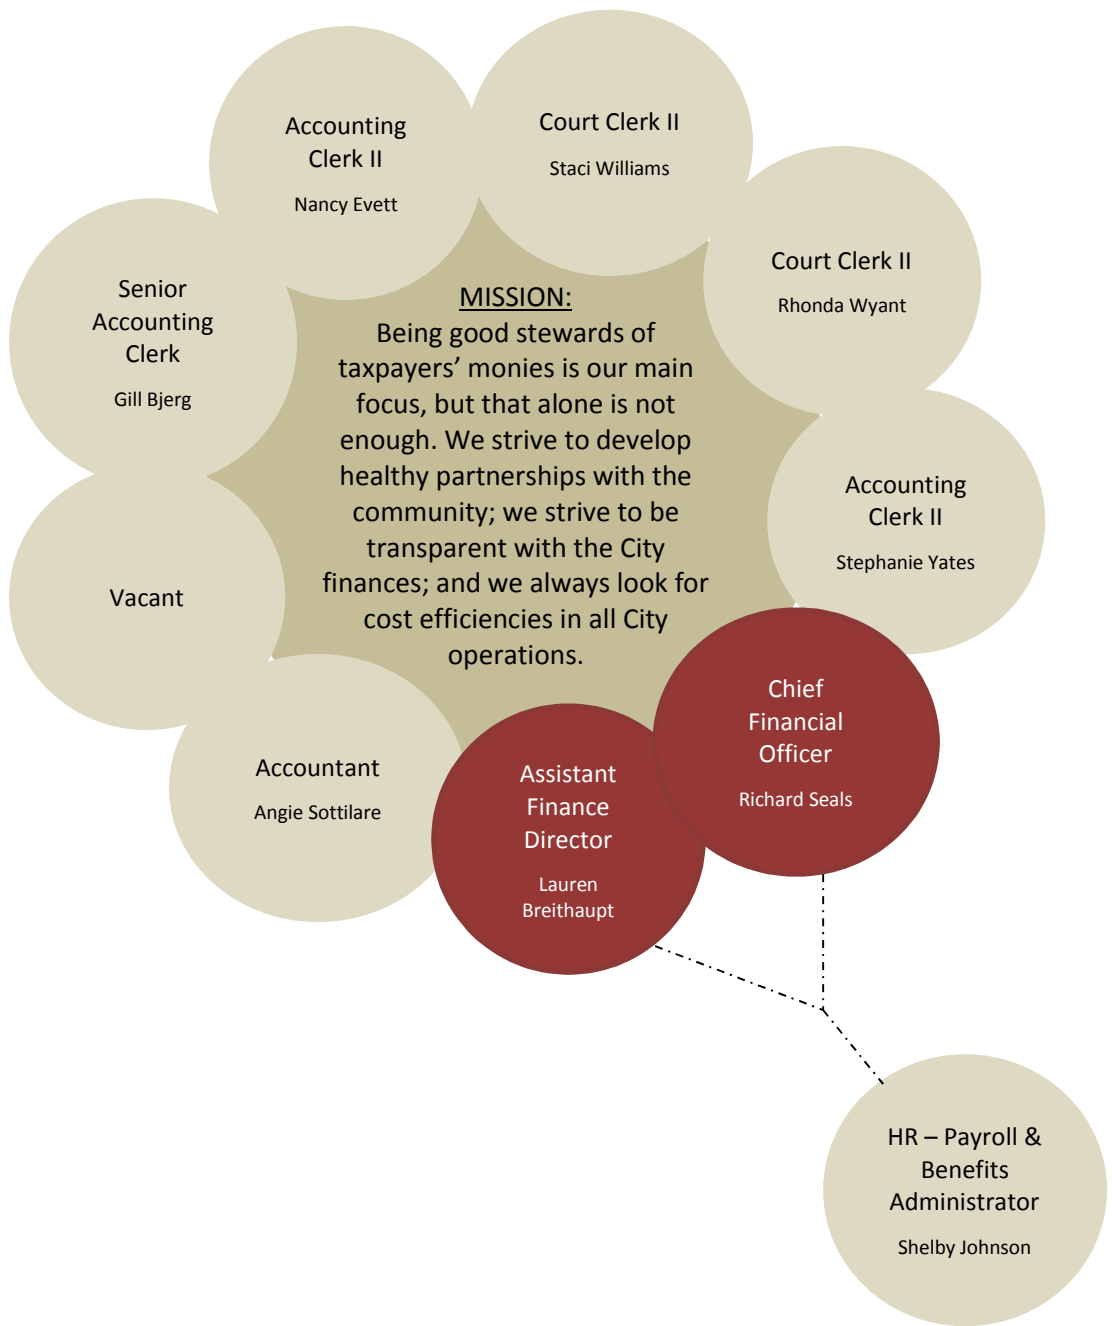 Accounting
Clerk II
Nancy Evett
Court Clerk II
Staci Williams
Court Clerk II
Rhonda Wyant
Senior
Accounting
Clerk
Gill Bjerg
MISSION:
Being good stewards of
taxpayers’ monies is our main
focus, but that alone is not
enough. We strive to develop
healthy partnerships with the
community; we strive to be
transparent with the City
finances; and we always look for
cost efficiencies in all City
operations.
Accounting
Clerk II
Stephanie Yates
Vacant
Accountant
Angie Sottilare
Assistant
Finance
Director
Lauren
Breithaupt
Chief
Financial
Officer
Richard Seals
HR – Payroll &
Benefits
Administrator
Shelby Johnson